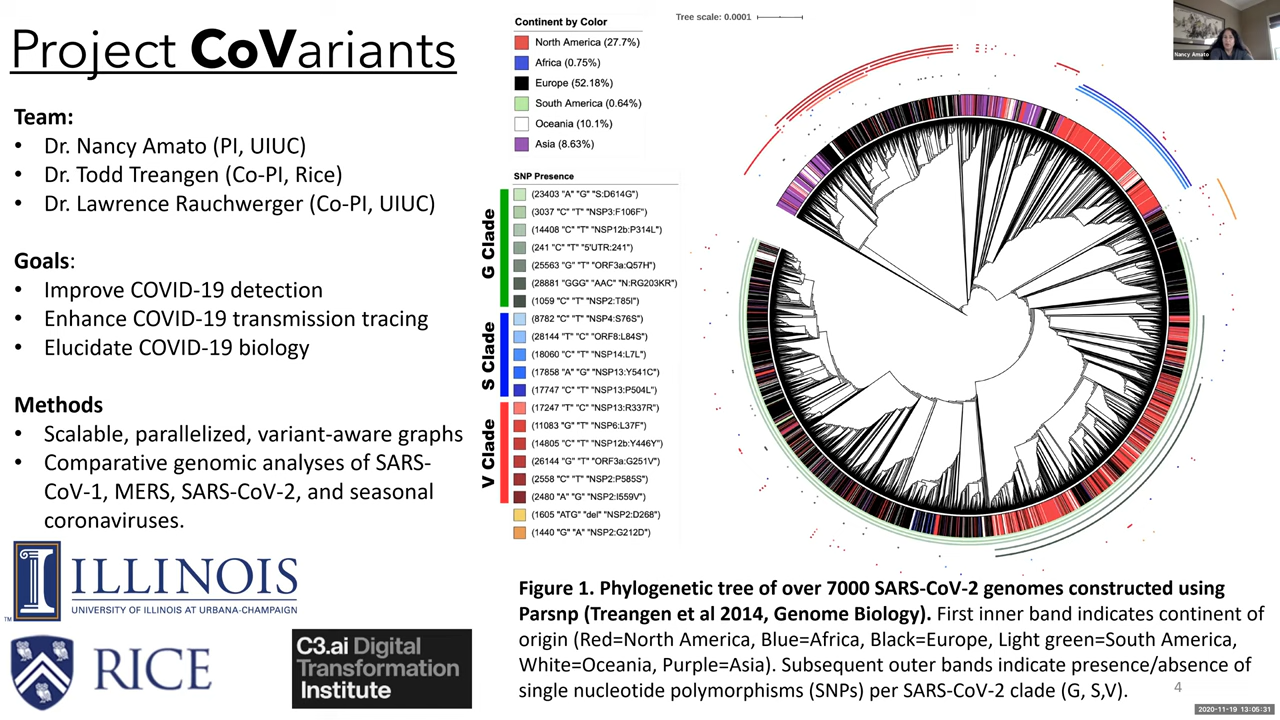 Project CoVariants
Team:
• Dr. Nancy Amato (PI, UIUC)
• Dr. Todd Treangen (Co-PI, Rice)
• Dr. Lawrence Rauchwerger (Co-PI, UIUC)
Goals:
• Improve COVID-19 detection
• Enhance COVID-19 transmission tracing
• Elucidate COVID-19 biology
Methods
• Scalable, parallelized, variant-aware graphs
• Comparative genomic analyses of SARS-
CoV-1, MERS, SARS-CoV-2, and seasonal
coronaviruses.
I ILLINOIS
UNIVERSITY OF ILLINOIS AT URBANA-CHAMPAIGN
TM
RICE
C3.ai Digital
Transformation
Institute
Continent by Color
North America (27.7%)
Africa (0.75%)
Europe (52.18%)
South America (0.64%)
Oceania (10.1%)
Asia (8.63%)
SNP Presence
G Clade
(23403 "A" "G" "S:D614G")
(3037 "C" "T" "NSP3:F106F")
(14408 "C" "T" "NSP12b:P314L")
(241 "C" "T" "5'UTR:241")
(25563 "G" "T" "ORF3a:Q57H")
(28881 "GGG" "AAC" "N:RG203KR")
(1059 "C" "T" "NSP2:T85I")
S Clade
(8782 "C" "T" "NSP4:S76S")
(28144 "T" "C" "ORF8:L84S")
(18060 "C" "T" "NSP14:L7L")
(17858 "A" "G" "NSP13:Y541C")
(17747 "C" "T" "NSP13:P504L")
V Clade
(17247 "T" "C" "NSP13:R337R")
(11083 "G" "T" "NSP6:L37F")
(14805 "C" "T" "NSP12b:Y446Y")
(26144 "G" "T" "ORF3a:G251V")
(2558 "C" "T" "NSP2:P585S")
(2480 "A" "G" "NSP2:I559V")
(1605 "ATG" "del" "NSP2:D268")
(1440 "G" "A" "NSP2:G212D")
Tree scale: 0.0001
Nancy Amato
Figure 1. Phylogenetic tree of over 7000 SARS-CoV-2 genomes constructed using
Parsnp (Treangen et al 2014, Genome Biology). First inner band indicates continent of
origin (Red=North America, Blue=Africa, Black=Europe, Light green=South America,
White=Oceania, Purple=Asia). Subsequent outer bands indicate presence/absence of
single nucleotide polymorphisms (SNPs) per SARS-CoV-2 clade (G, S,V).
4
2020-11-19 13:05:31